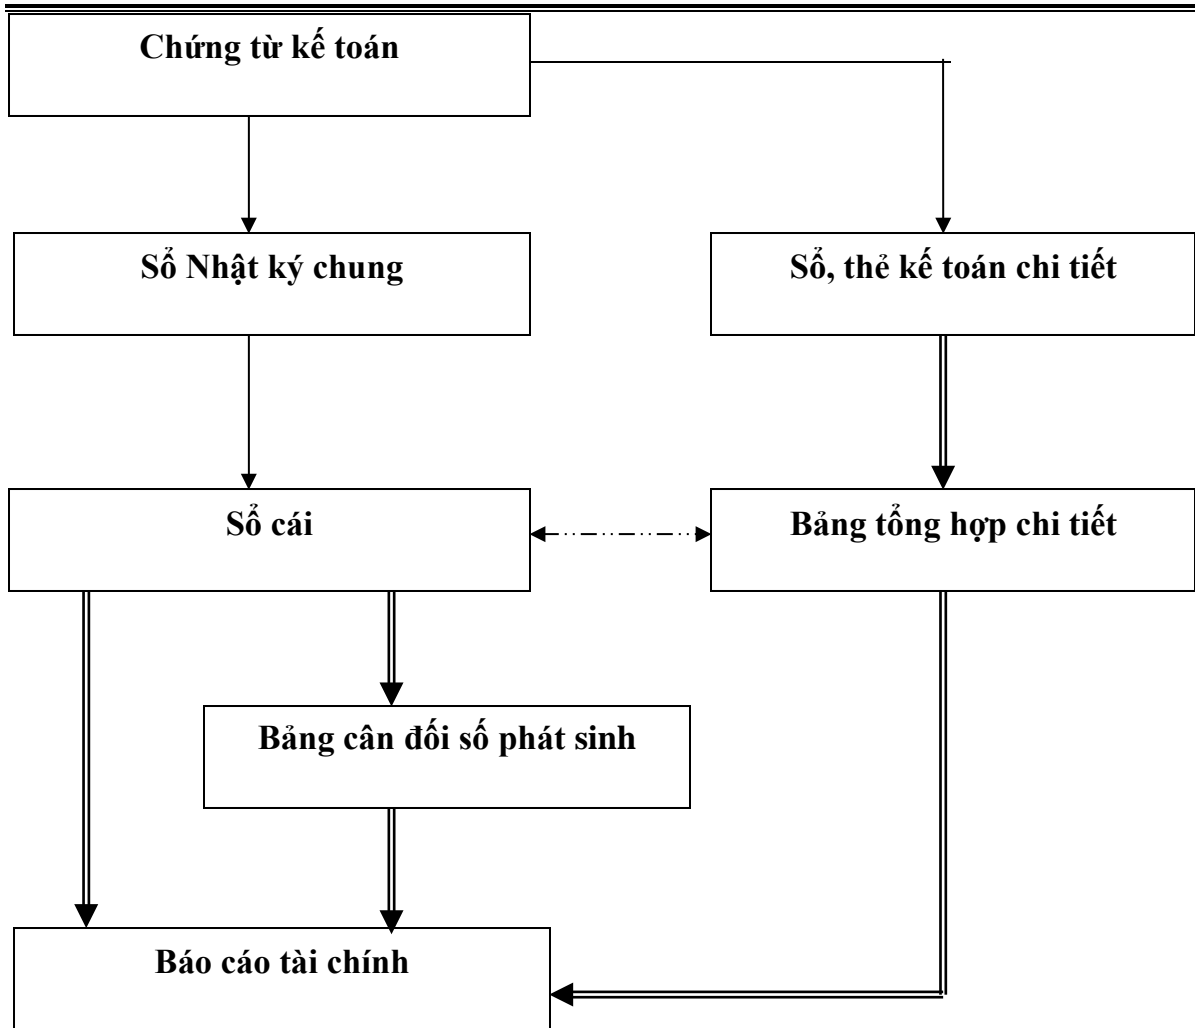 Chứng từ kế toán
Sổ Nhật ký chung
Sổ, thẻ kế toán chi tiết
Sổ cái
Bảng tổng hợp chi tiết
Bảng cân đối số phát sinh
Báo cáo tài chính